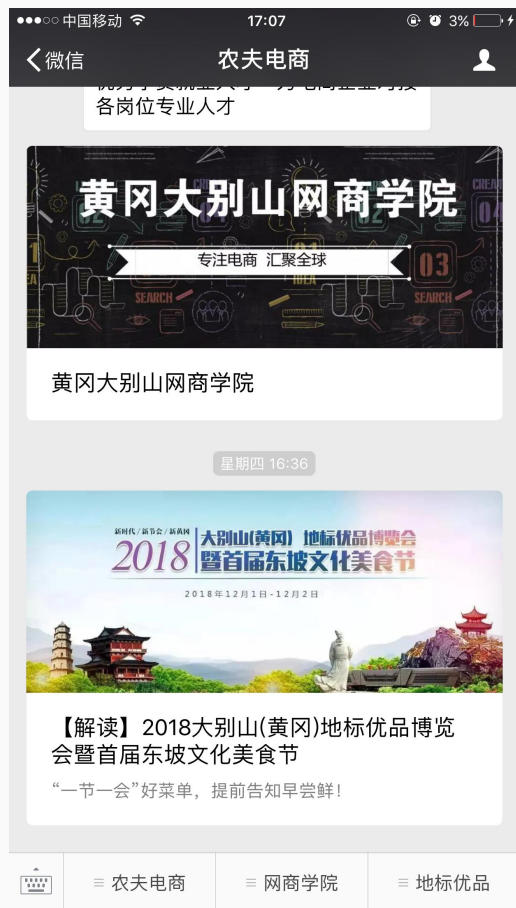 中国移动 17:07 3%
微信 农夫电商
各岗位专业人才
黄冈大别山网商学院
专注电商 汇聚全球
SEARCH
IDEA
03
SEARCH
黄冈大别山网商学院
星期四 16:36
新时代/新节会/新黄冈
2018
大别山(黄冈) 地标优品博览会
暨首届东坡文化美食节
2018年12月1日-12月2日
【解读】2018大别山(黄冈)地标优品博览
会暨首届东坡文化美食节
“一节一会”好菜单，提前告知早尝鲜！
农夫电商 网商学院 地标优品